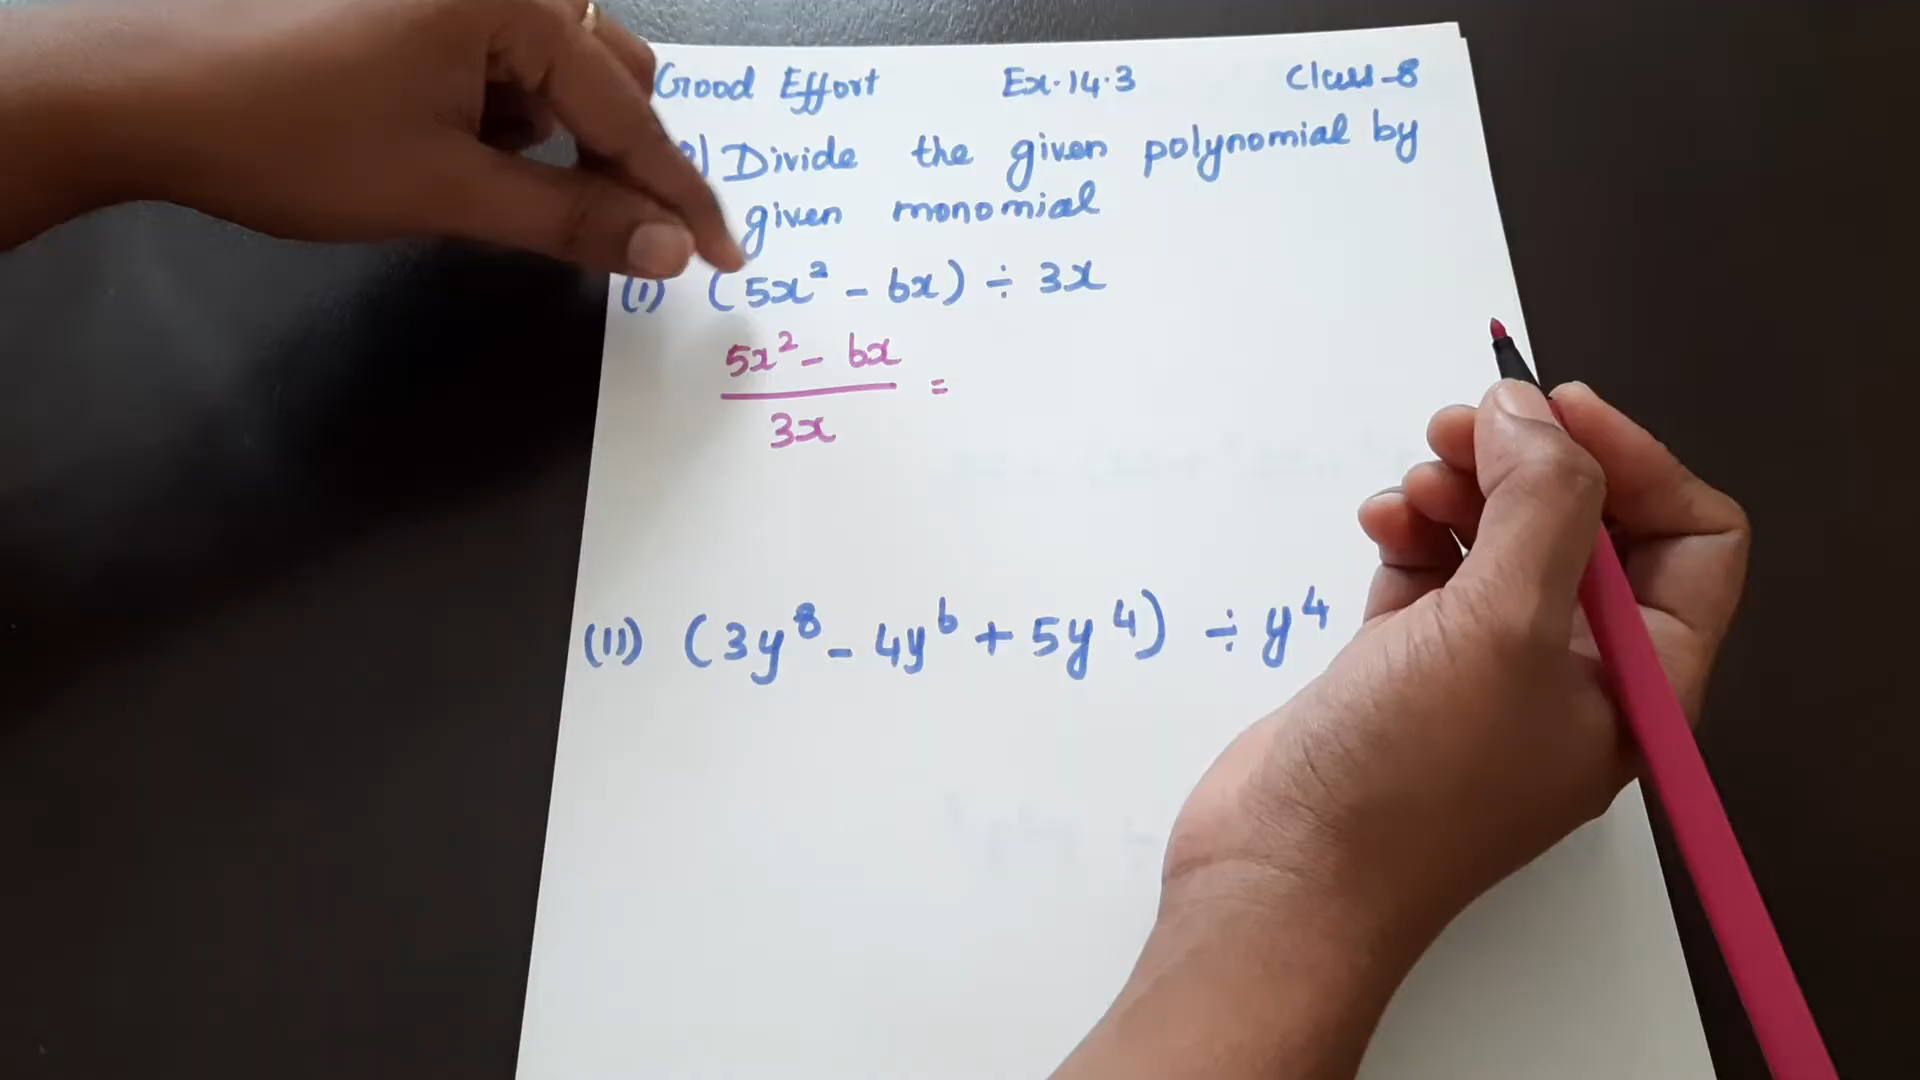 Good Effort Ex.14.3 Class-8
2) Divide the given polynomial by
given monomial
(i) (5x² - 6x) ÷ 3x
5x² - 6x
=
3x
(ii) (3y⁸ - 4y⁶ + 5y⁴) ÷ y⁴